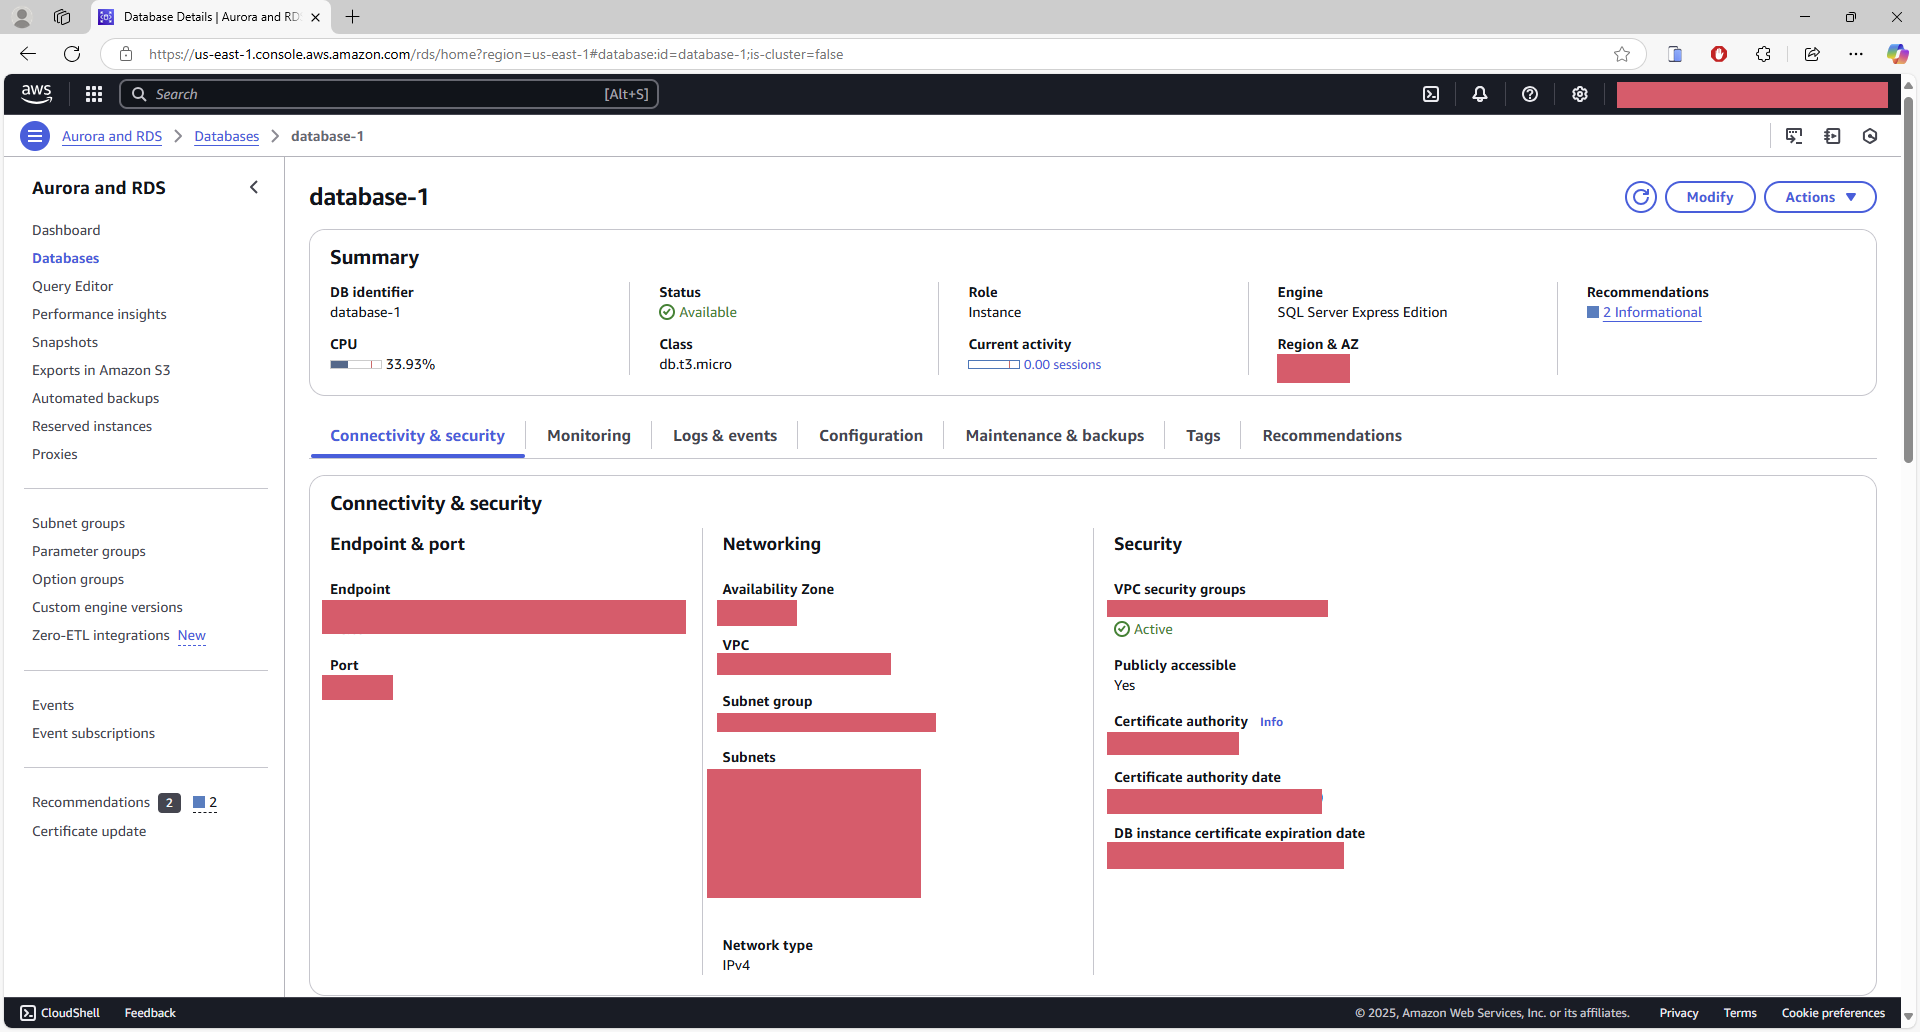 Database Details | Aurora and RD
https://us-east-1.console.aws.amazon.com/rds/home?region=us-east-1#database:id=database-1;is-cluster=false
aws
Search
[Alt+S]
Aurora and RDS
Databases
database-1
Aurora and RDS
Dashboard
Databases
Query Editor
Performance insights
Snapshots
Exports in Amazon S3
Automated backups
Reserved instances
Proxies
Subnet groups
Parameter groups
Option groups
Custom engine versions
Zero-ETL integrations New
Events
Event subscriptions
Recommendations 2 2
Certificate update
database-1
Modify
Actions
Summary
DB identifier
database-1
CPU
33.93%
Status
Available
Class
db.t3.micro
Role
Instance
Current activity
0.00 sessions
Engine
SQL Server Express Edition
Region & AZ
Recommendations
2 Informational
Connectivity & security
Monitoring
Logs & events
Configuration
Maintenance & backups
Tags
Recommendations
Connectivity & security
Endpoint & port
Endpoint
Port
Networking
Availability Zone
VPC
Subnet group
Subnets
Network type
IPv4
Security
VPC security groups
Active
Publicly accessible
Yes
Certificate authority Info
Certificate authority date
DB instance certificate expiration date
CloudShell
Feedback
© 2025, Amazon Web Services, Inc. or its affiliates.
Privacy
Terms
Cookie preferences